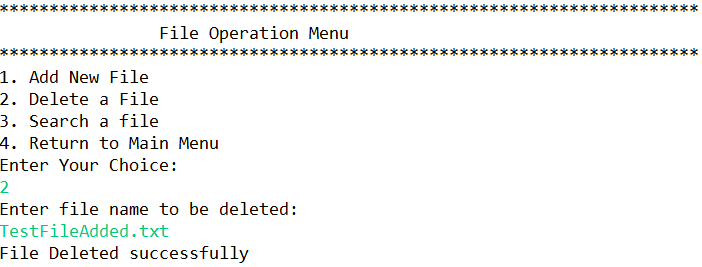 **********************************************************************
File Operation Menu
**********************************************************************
1. Add New File
2. Delete a File
3. Search a file
4. Return to Main Menu
Enter Your Choice:
2
Enter file name to be deleted:
TestFileAdded.txt
File Deleted successfully